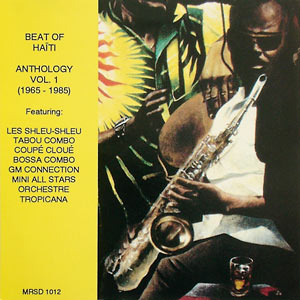 BEAT OF
HAÏTI
ANTHOLOGY
VOL. 1
(1965 - 1985)
Featuring:
LES SHLEU-SHLEU
TABOU COMBO
COUPÉ CLOUÉ
BOSSA COMBO
GM CONNECTION
MINI ALL STARS
ORCHESTRE
TROPICANA
MRSD 1012